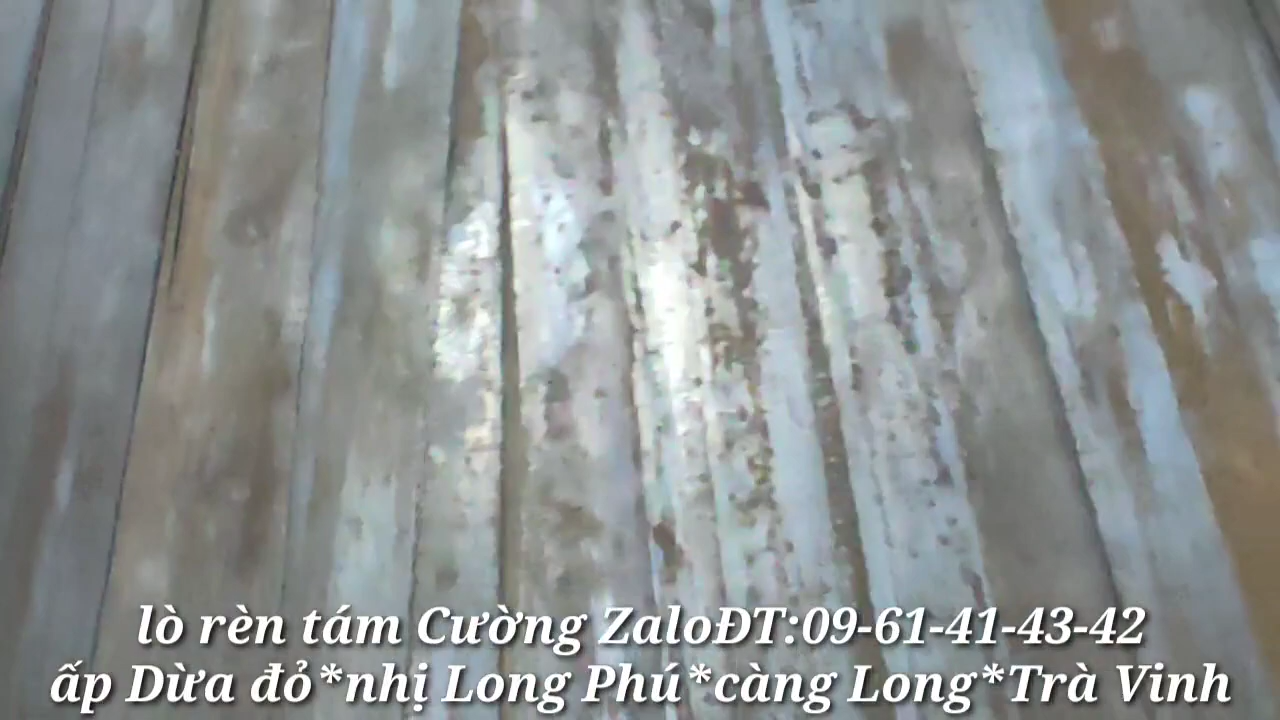 lò rèn tám Cường ZaloĐT:09-61-41-43-42
ấp Dừa đỏ*nhị Long Phú*càng Long*Trà Vinh